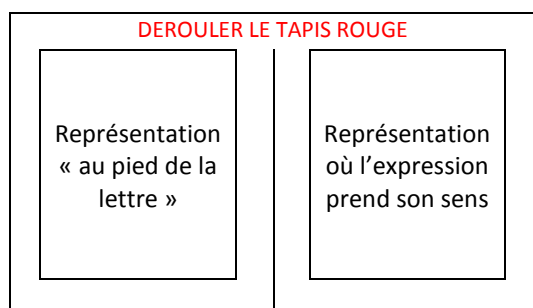 DEROULER LE TAPIS ROUGE
Représentation
« au pied de la
lettre »
Représentation
où l’expression
prend son sens